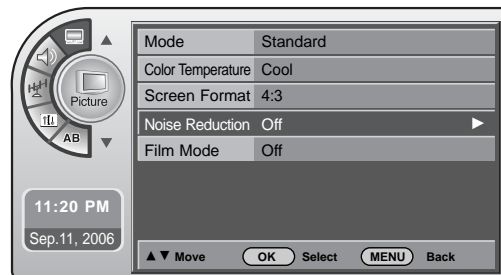 Mode Standard
Color Temperature Cool
Screen Format 4:3
Noise Reduction Off ►
Film Mode Off
Picture
AB
11:20 PM
Sep.11, 2006
▲▼ Move OK Select MENU Back